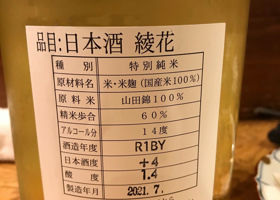 品目:日本酒 綾花
種別 特別純米
原材料名 米・米麹(国産米100%)
原料米 山田錦100%
精米歩合 60%
アルコール分 14度
酒造年度 R1BY
日本酒度 +4
酸度 1.4
製造年月 2021.7.